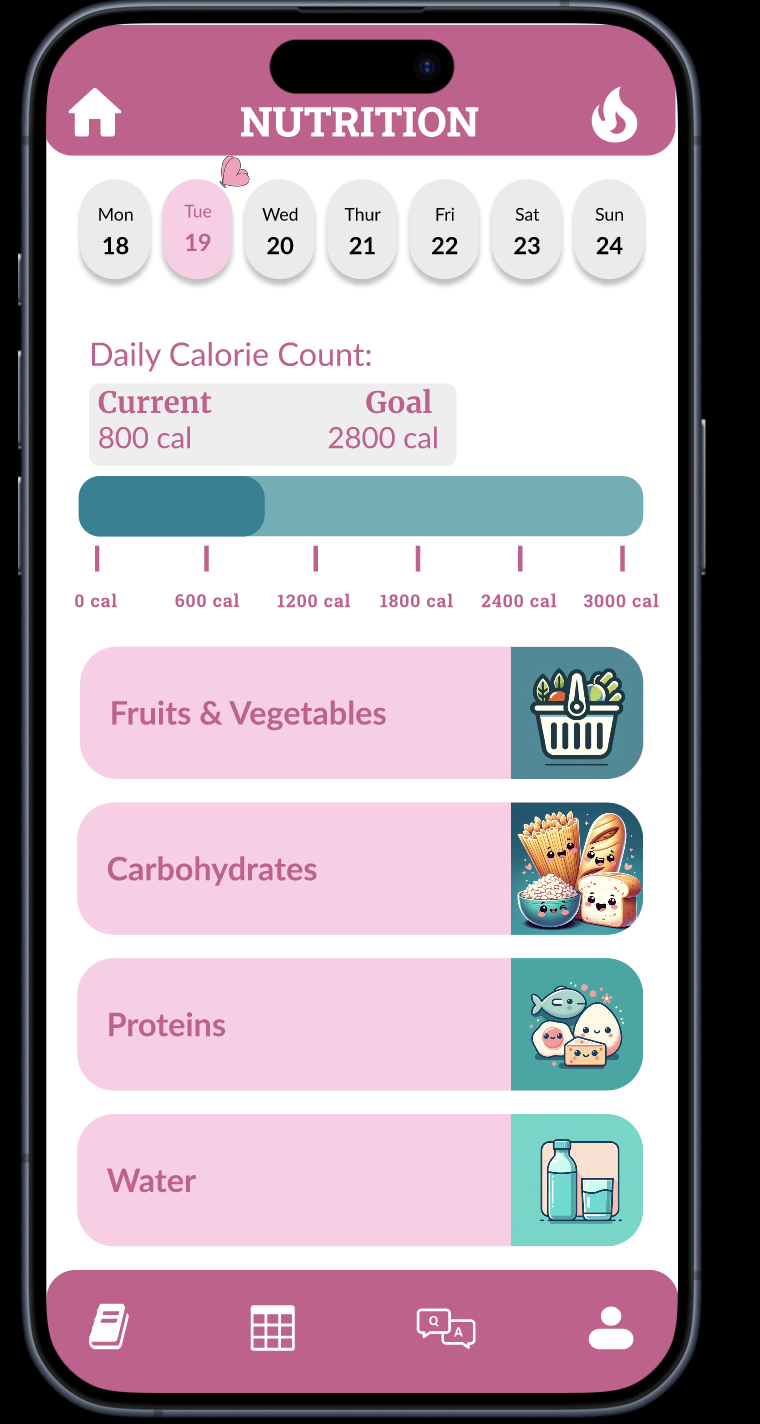 NUTRITION
Mon Tue Wed Thur Fri Sat Sun
18 19 20 21 22 23 24
Daily Calorie Count:
Current Goal
800 cal 2800 cal
0 cal 600 cal 1200 cal 1800 cal 2400 cal 3000 cal
Fruits & Vegetables
Carbohydrates
Proteins
Water
Q
A